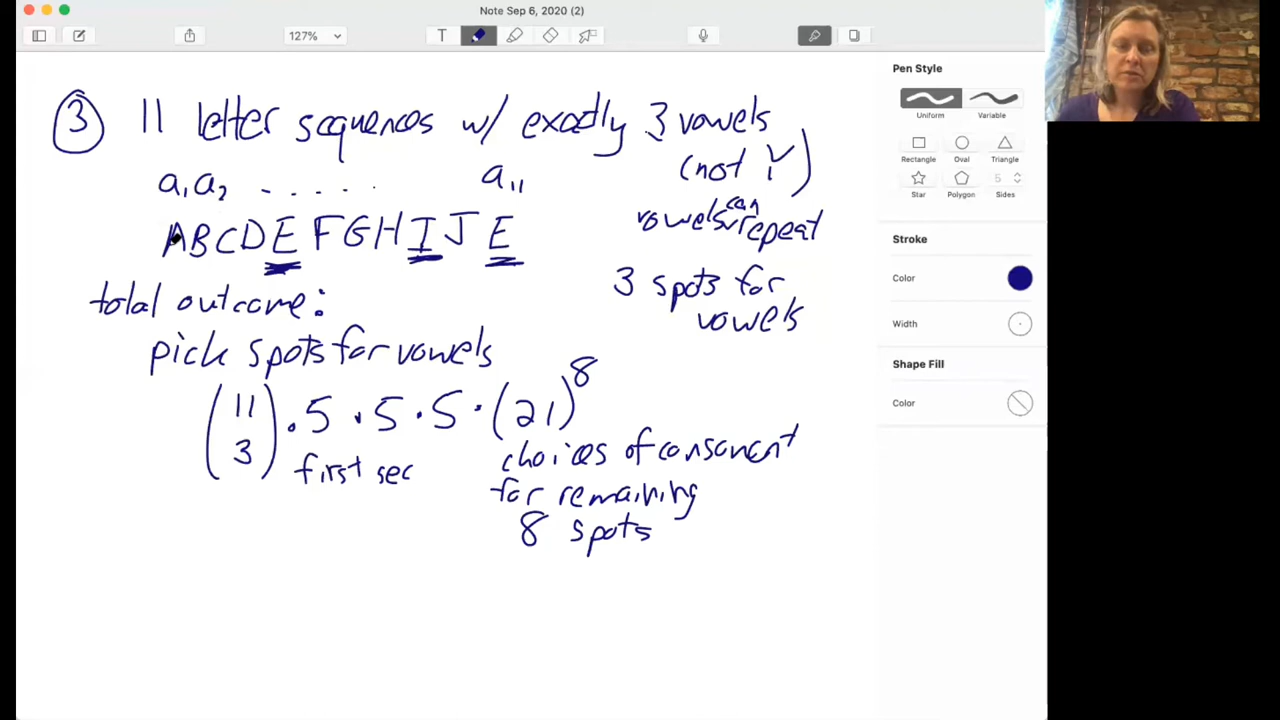 Note Sep 6, 2020 (2)
127%
T
③ 11 letter sequences w/ exactly 3 vowels
(not Y)
a₁a₂ ...... a₁₁
vowels can repeat
ABCDEFGHIJE
3 spots for
vowels
total outcome:
pick spots for vowels
(11 3) · 5 · 5 · 5 · (21)⁸
first sec
choices of consonant
for remaining
8 spots
Pen Style
Uniform Variable
Rectangle Oval Triangle
5
Star Polygon Sides
Stroke
Color
Width
Shape Fill
Color